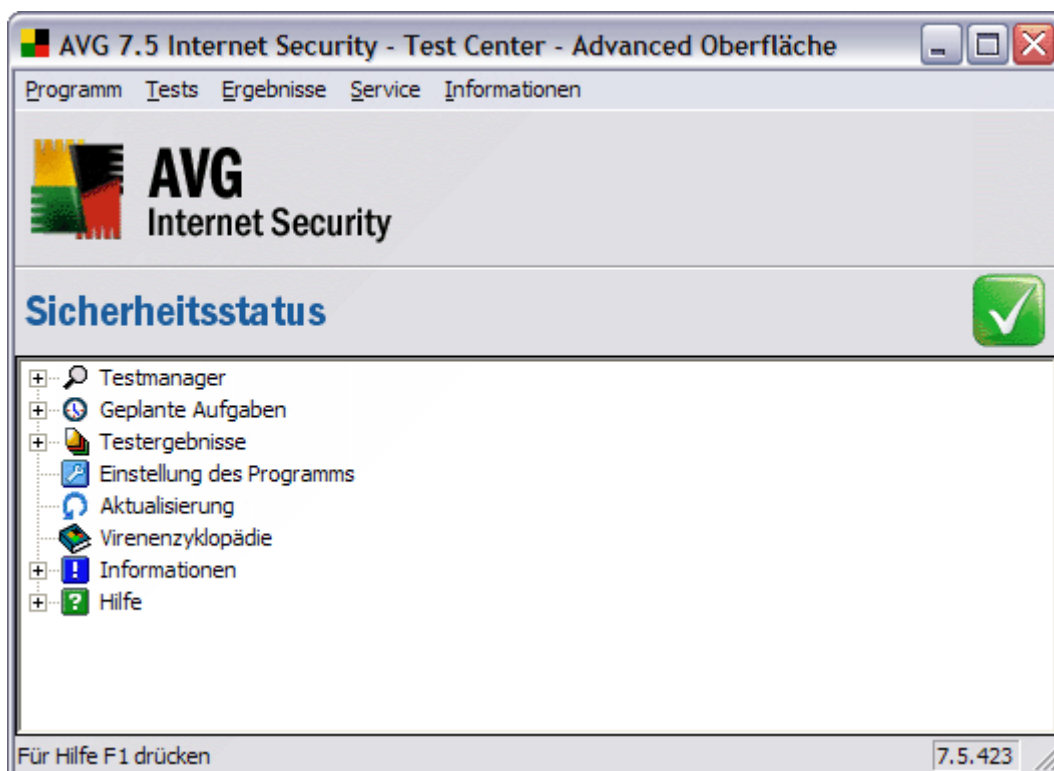 AVG 7.5 Internet Security - Test Center - Advanced Oberfläche
Programm Tests Ergebnisse Service Informationen
AVG
Internet Security
Sicherheitsstatus
Testmanager
Geplante Aufgaben
Testergebnisse
Einstellung des Programms
Aktualisierung
Virenenzyklopädie
Informationen
Hilfe
Für Hilfe F1 drücken 7.5.423